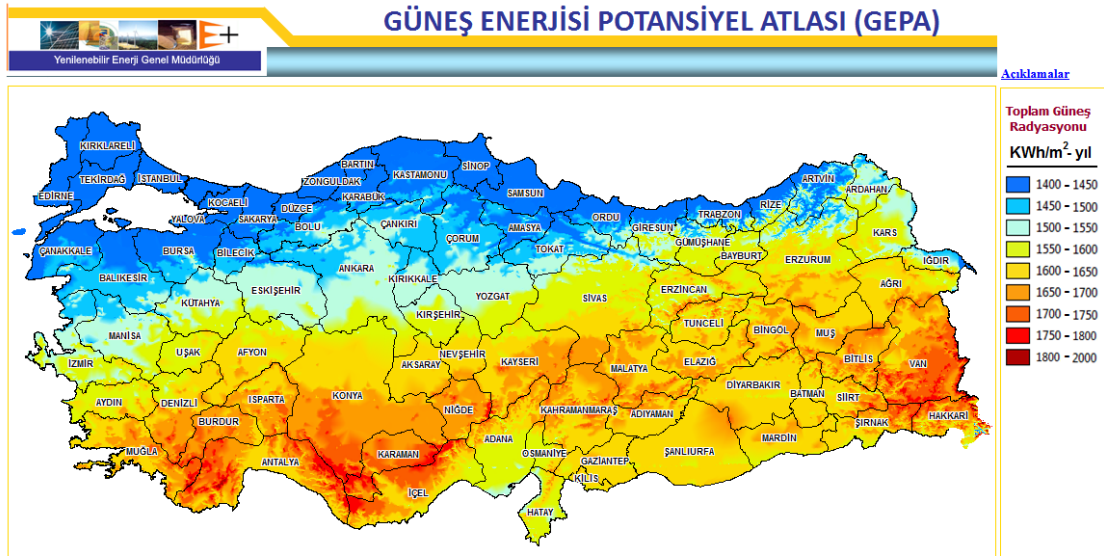 GÜNEŞ ENERJİSİ POTANSİYEL ATLASI (GEPA)
E+
Yenilenebilir Enerji Genel Müdürlüğü
Açıklamalar
Toplam Güneş
Radyasyonu
KWh/m²- yıl
1400 - 1450
1450 - 1500
1500 - 1550
1550 - 1600
1600 - 1650
1650 - 1700
1700 - 1750
1750 - 1800
1800 - 2000
KIRKLARELİ
TEKİRDAĞ
İSTANBUL
EDİRNE
KOCAELİ
YALOVA
SAKARYA
DÜZCE
ZONGULDAK
BARTIN
KARABÜK
KASTAMONU
SİNOP
SAMSUN
BOLU
ÇANKIRI
ÇORUM
AMASYA
ORDU
TOKAT
GİRESUN
TRABZON
RİZE
ARTVİN
ARDAHAN
KARS
GÜMÜŞHANE
BAYBURT
ERZURUM
IĞDIR
AĞRI
ÇANAKKALE
BURSA
BİLECİK
BALIKESİR
KÜTAHYA
ESKİŞEHİR
ANKARA
KIRIKKALE
YOZGAT
SİVAS
ERZİNCAN
KIRŞEHİR
MANİSA
UŞAK
AFYON
İZMİR
AKSARAY
NEVŞEHİR
KAYSERİ
MALATYA
TUNCELİ
BİNGÖL
MUŞ
ELAZIĞ
BİTLİS
VAN
AYDIN
DENİZLİ
ISPARTA
BURDUR
KONYA
NİĞDE
KAHRAMANMARAŞ
ADIYAMAN
DİYARBAKIR
BATMAN
SİİRT
ŞIRNAK
HAKKARİ
MARDİN
MUĞLA
ANTALYA
KARAMAN
İÇEL
ADANA
OSMANİYE
GAZİANTEP
KİLİS
ŞANLIURFA
HATAY